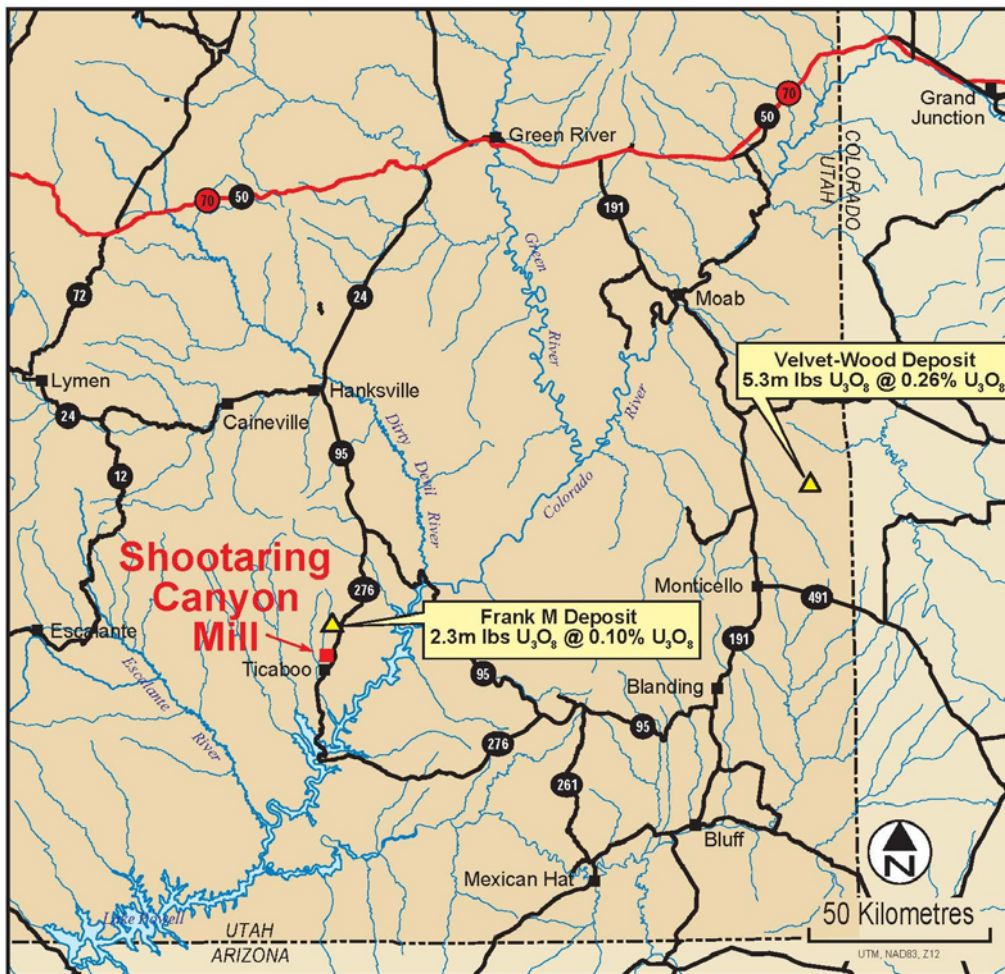 70
50
Grand
Junction
Green River
COLORADO
UTAH
70
50
191
Green
River
72
24
Moab
Velvet-Wood Deposit
5.3m lbs U₃O₈ @ 0.26% U₃O₈
Lymen
Hanksville
24
Caineville
Dirty
Devil
River
River
Colorado
12
95
Shootaring
Canyon
Mill
276
Monticello
491
Frank M Deposit
2.3m lbs U₃O₈ @ 0.10% U₃O₈
Escalante
Ticaboo
191
Escalante
River
95
Blanding
276
95
261
Bluff
Mexican Hat
N
50 Kilometres
Lake Powell
UTAH
ARIZONA
UTM, NAD83, Z12